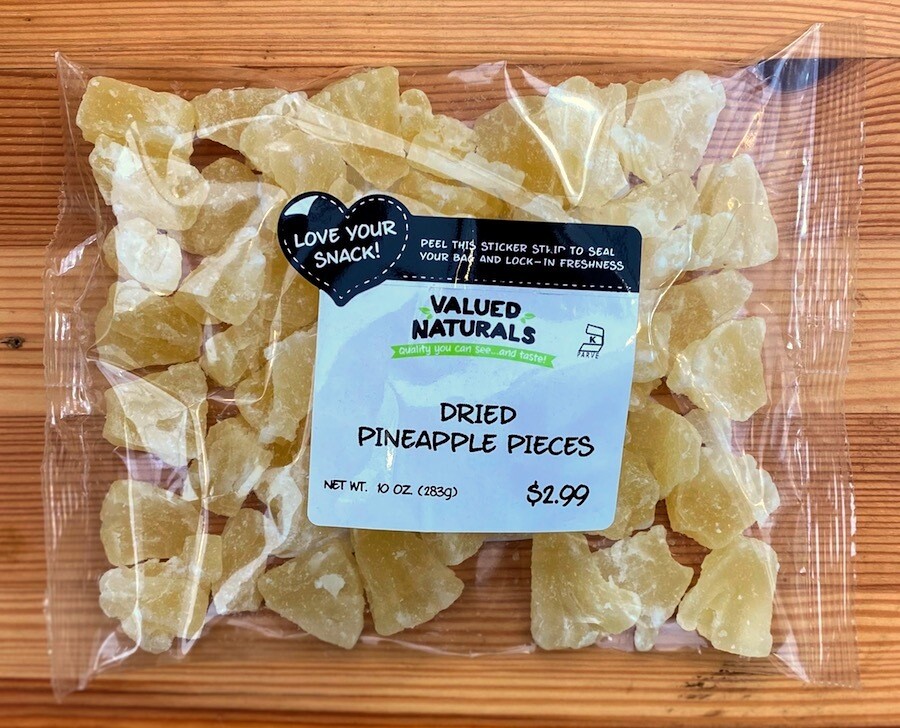 LOVE YOUR
SNACK!
PEEL THIS STICKER STRIP TO SEAL
YOUR BAG AND LOCK-IN FRESHNESS
VALUED
NATURALS
Quality you can see...and taste!
K
PARVE
DRIED
PINEAPPLE PIECES
NET WT. 10 OZ. (283g)
$2.99